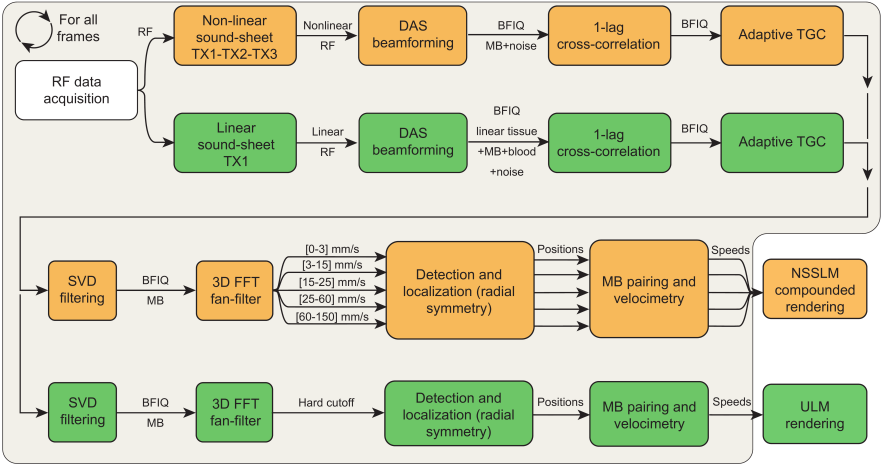 For all
frames
RF data
acquisition
RF
Non-linear
sound-sheet
TX1-TX2-TX3
Nonlinear
RF
DAS
beamforming
BFIQ
MB+noise
1-lag
cross-correlation
BFIQ
Adaptive TGC
Linear
sound-sheet
TX1
Linear
RF
DAS
beamforming
BFIQ
linear tissue
+MB+blood
+noise
1-lag
cross-correlation
BFIQ
Adaptive TGC
SVD
filtering
BFIQ
MB
3D FFT
fan-filter
[0-3] mm/s
[3-15] mm/s
[15-25] mm/s
[25-60] mm/s
[60-150] mm/s
Detection and
localization (radial
symmetry)
Positions
MB pairing and
velocimetry
Speeds
NSSLM
compounded
rendering
SVD
filtering
BFIQ
MB
3D FFT
fan-filter
Hard cutoff
Detection and
localization (radial
symmetry)
Positions
MB pairing and
velocimetry
Speeds
ULM
rendering